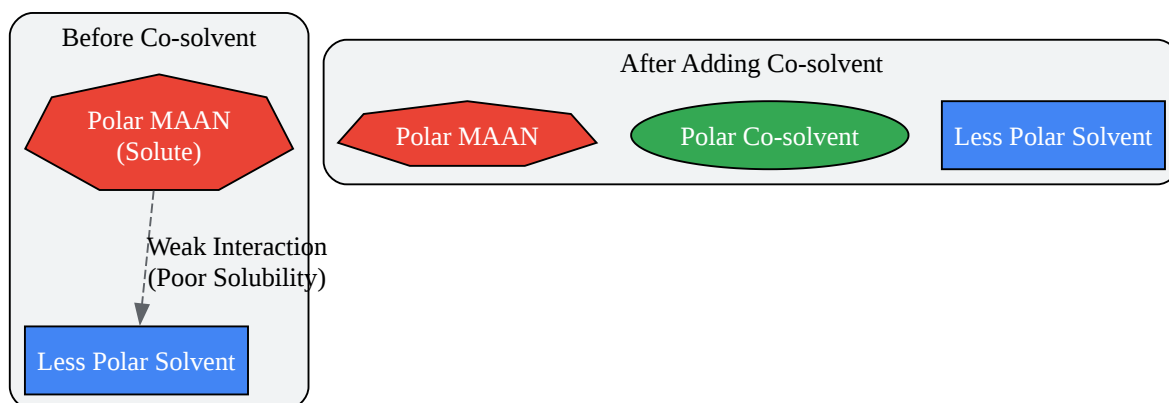 Before Co-solvent
Polar MAAN
(Solute)
Weak Interaction
(Poor Solubility)
Less Polar Solvent
After Adding Co-solvent
Polar MAAN
Polar Co-solvent
Less Polar Solvent